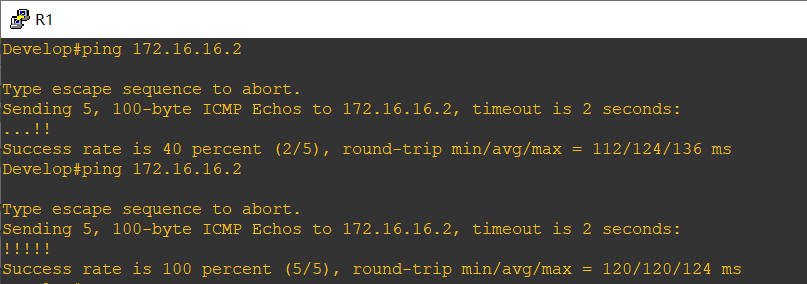 R1
Develop#ping 172.16.16.2
Type escape sequence to abort.
Sending 5, 100-byte ICMP Echos to 172.16.16.2, timeout is 2 seconds:
...!!
Success rate is 40 percent (2/5), round-trip min/avg/max = 112/124/136 ms
Develop#ping 172.16.16.2
Type escape sequence to abort.
Sending 5, 100-byte ICMP Echos to 172.16.16.2, timeout is 2 seconds:
!!!!!
Success rate is 100 percent (5/5), round-trip min/avg/max = 120/120/124 ms